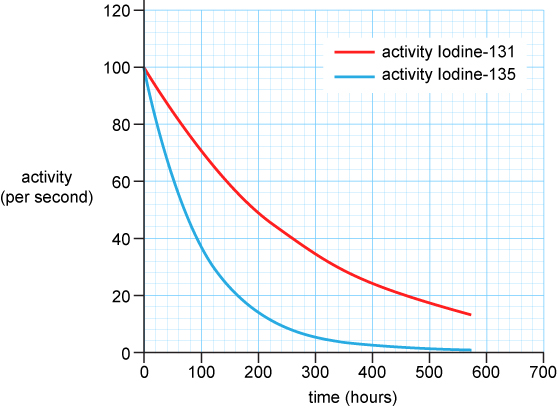 120
activity Iodine-131
activity Iodine-135
100
80
activity
(per second)
60
40
20
0
0 100 200 300 400 500 600 700
time (hours)